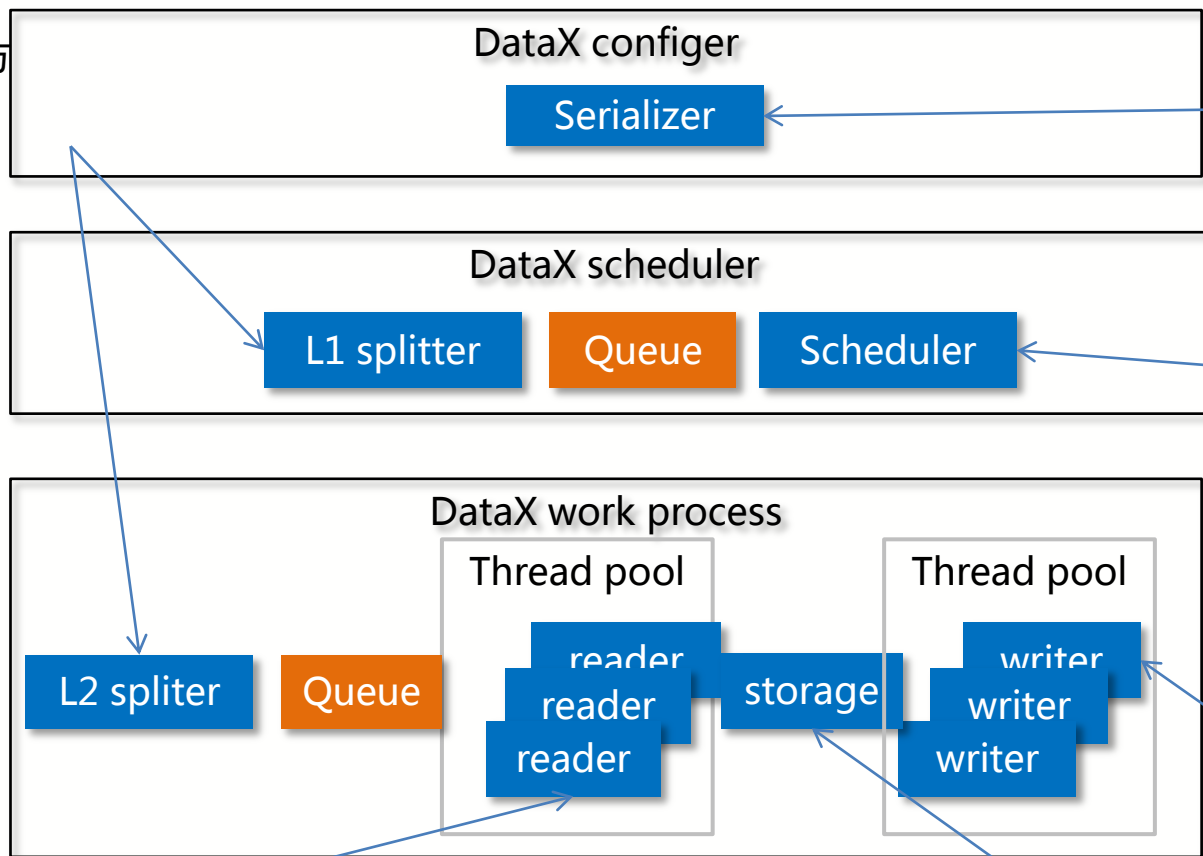 DataX configer
Serializer
DataX scheduler
L1 splitter
Queue
Scheduler
DataX work process
Thread pool
Thread pool
reader
writer
L2 spliter
Queue
reader
storage
writer
reader
writer